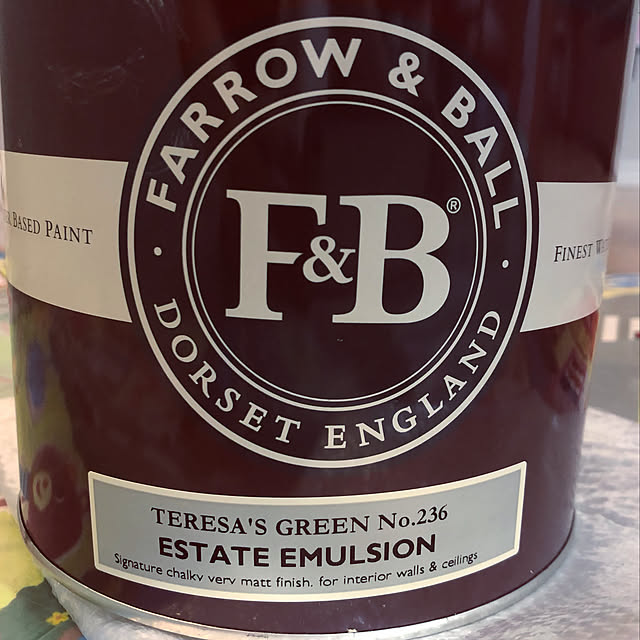 FARROW & BALL
BASED PAINT
F&B®
FINEST
DORSET ENGLAND
TERESA'S GREEN No.236
ESTATE EMULSION
Signature chalky very matt finish, for interior walls & ceilings